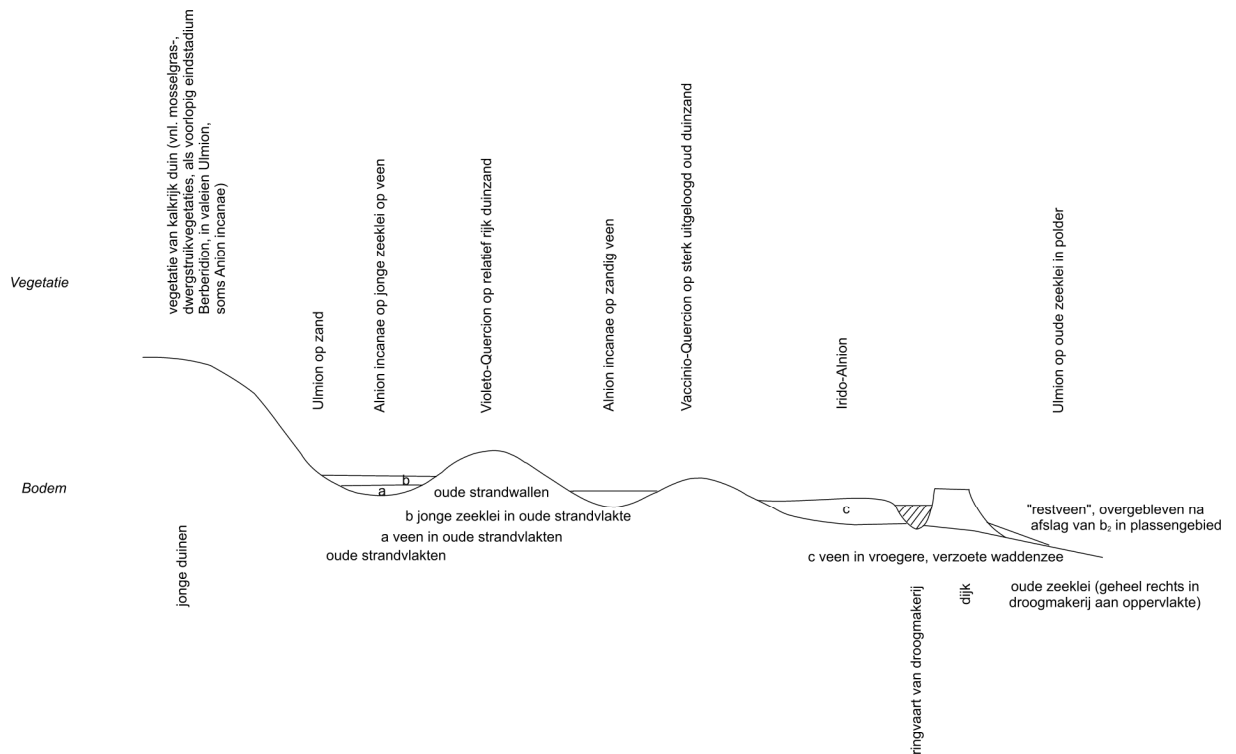 vegetatie van kalkrijk duin (vnl. mosselgras-,
dwergstruikvegetaties, als voorlopig eindstadium
Berberidion, in valeien Ulmion,
soms Anion incanae)
Vegetatie
Ulmion op zand
Alnion incanae op jonge zeeklei op veen
Violeto-Quercion op relatief rijk duinzand
Alnion incanae op zandig veen
Vaccinio-Quercion op sterk uitgeloogd oud duinzand
Irido-Alnion
Ulmion op oude zeeklei in polder
Bodem
b
a
oude strandwallen
b jonge zeeklei in oude strandvlakte
a veen in oude strandvlakten
oude strandvlakten
c
"restveen", overgebleven na
afslag van b₂ in plassengebied
c veen in vroegere, verzoete waddenzee
jonge duinen
ringvaart van droogmakerij
dijk
oude zeeklei (geheel rechts in
droogmakerij aan oppervlakte)